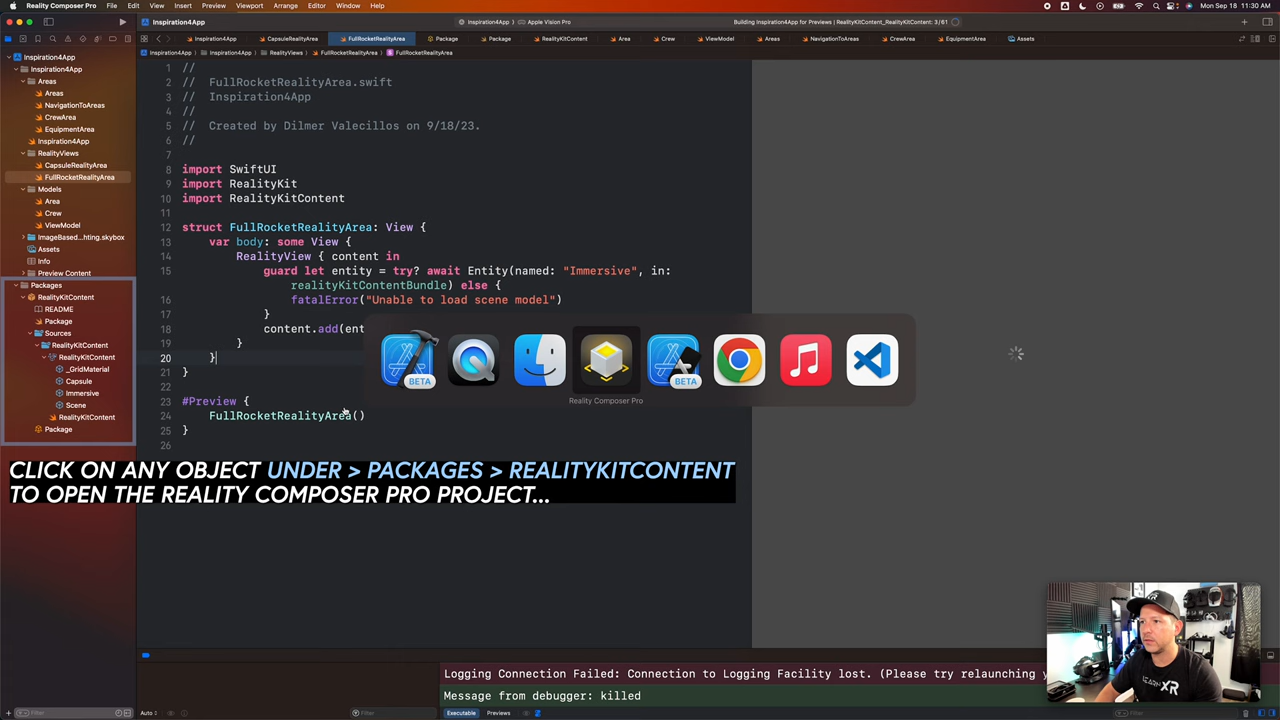 Reality Composer Pro File Edit View Insert Preview Viewport Arrange Editor Window Help
Mon Sep 18 11:30 AM
Inspiration4App
Inspiration4App Apple Vision Pro
Building Inspiration4App for Previews | RealityKitContent_RealityKitContent: 3/61
Inspiration4App CapsuleRealityArea FullRocketRealityArea Package Package RealityKitContent Area Crew ViewModel Areas NavigationToAreas CrewArea EquipmentArea Assets
Inspiration4App Inspiration4App RealityViews FullRocketRealityArea FullRocketRealityArea
Inspiration4App
Inspiration4App
Areas
Areas
NavigationToAreas
CrewArea
EquipmentArea
Inspiration4App
RealityViews
CapsuleRealityArea
FullRocketRealityArea
Models
Area
Crew
ViewModel
ImageBased...hting.skybox
Assets
Info
Preview Content
Packages
RealityKitContent
README
Package
Sources
RealityKitContent
RealityKitContent
_GridMaterial
Capsule
Immersive
Scene
RealityKitContent
Package
1 //
2 // FullRocketRealityArea.swift
3 // Inspiration4App
4 //
5 // Created by Dilmer Valecillos on 9/18/23.
6 //
7
8 import SwiftUI
9 import RealityKit
10 import RealityKitContent
11
12 struct FullRocketRealityArea: View {
13 var body: some View {
14 RealityView { content in
15 guard let entity = try? await Entity(named: "Immersive", in:
realityKitContentBundle) else {
16 fatalError("Unable to load scene model")
17 }
18 content.add(ent
19 }
20 }
21 }
22
23 #Preview {
24 FullRocketRealityArea()
25 }
26
BETA
BETA
Reality Composer Pro
CLICK ON ANY OBJECT UNDER > PACKAGES > REALITYKITCONTENT
TO OPEN THE REALITY COMPOSER PRO PROJECT...
Logging Connection Failed: Connection to Logging Facility lost. (Please try relaunching y
Message from debugger: killed
Filter
Auto
Filter
Executable Previews
Filter
LEARN XR